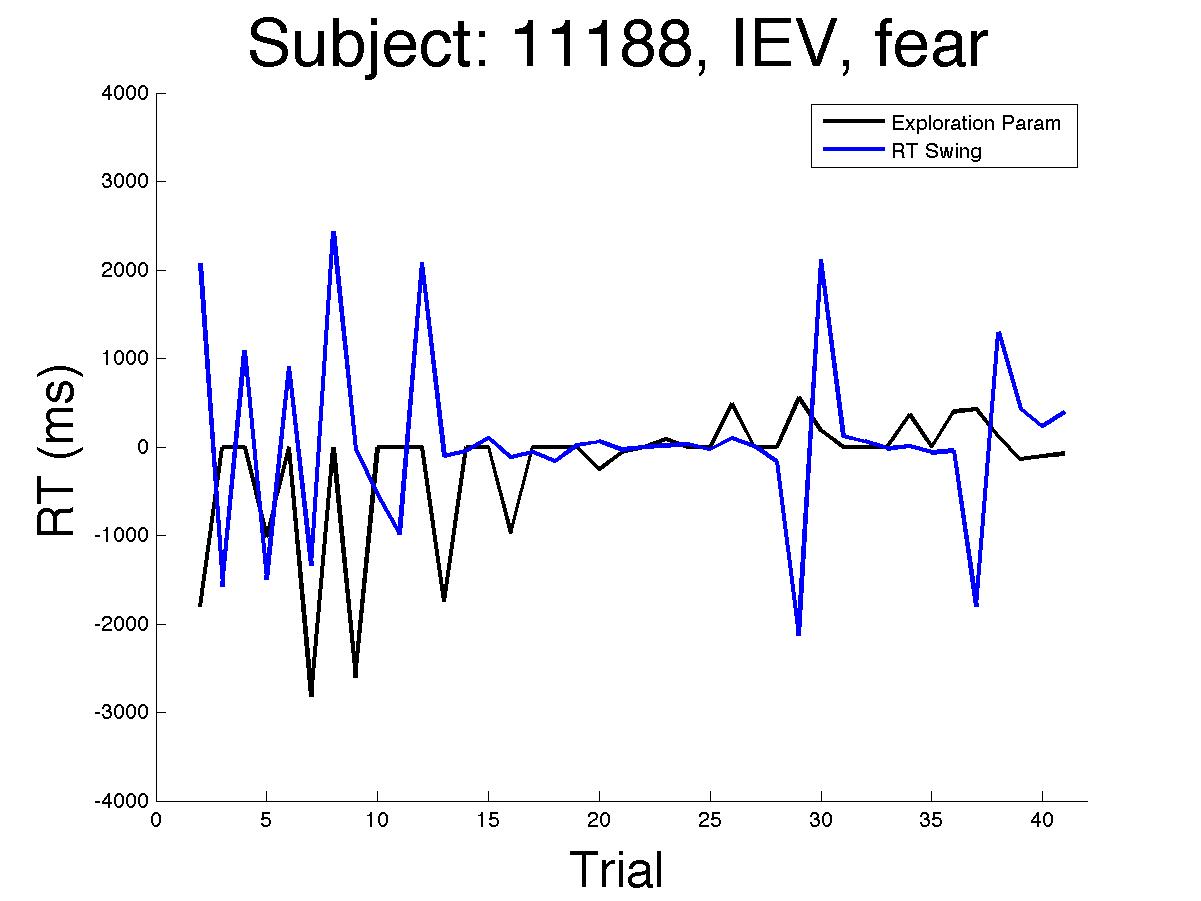 Subject: 11188, IEV, fear
4000
3000
2000
1000
0
-1000
-2000
-3000
-4000
RT (ms)
Exploration Param
RT Swing
0 5 10 15 20 25 30 35 40
Trial